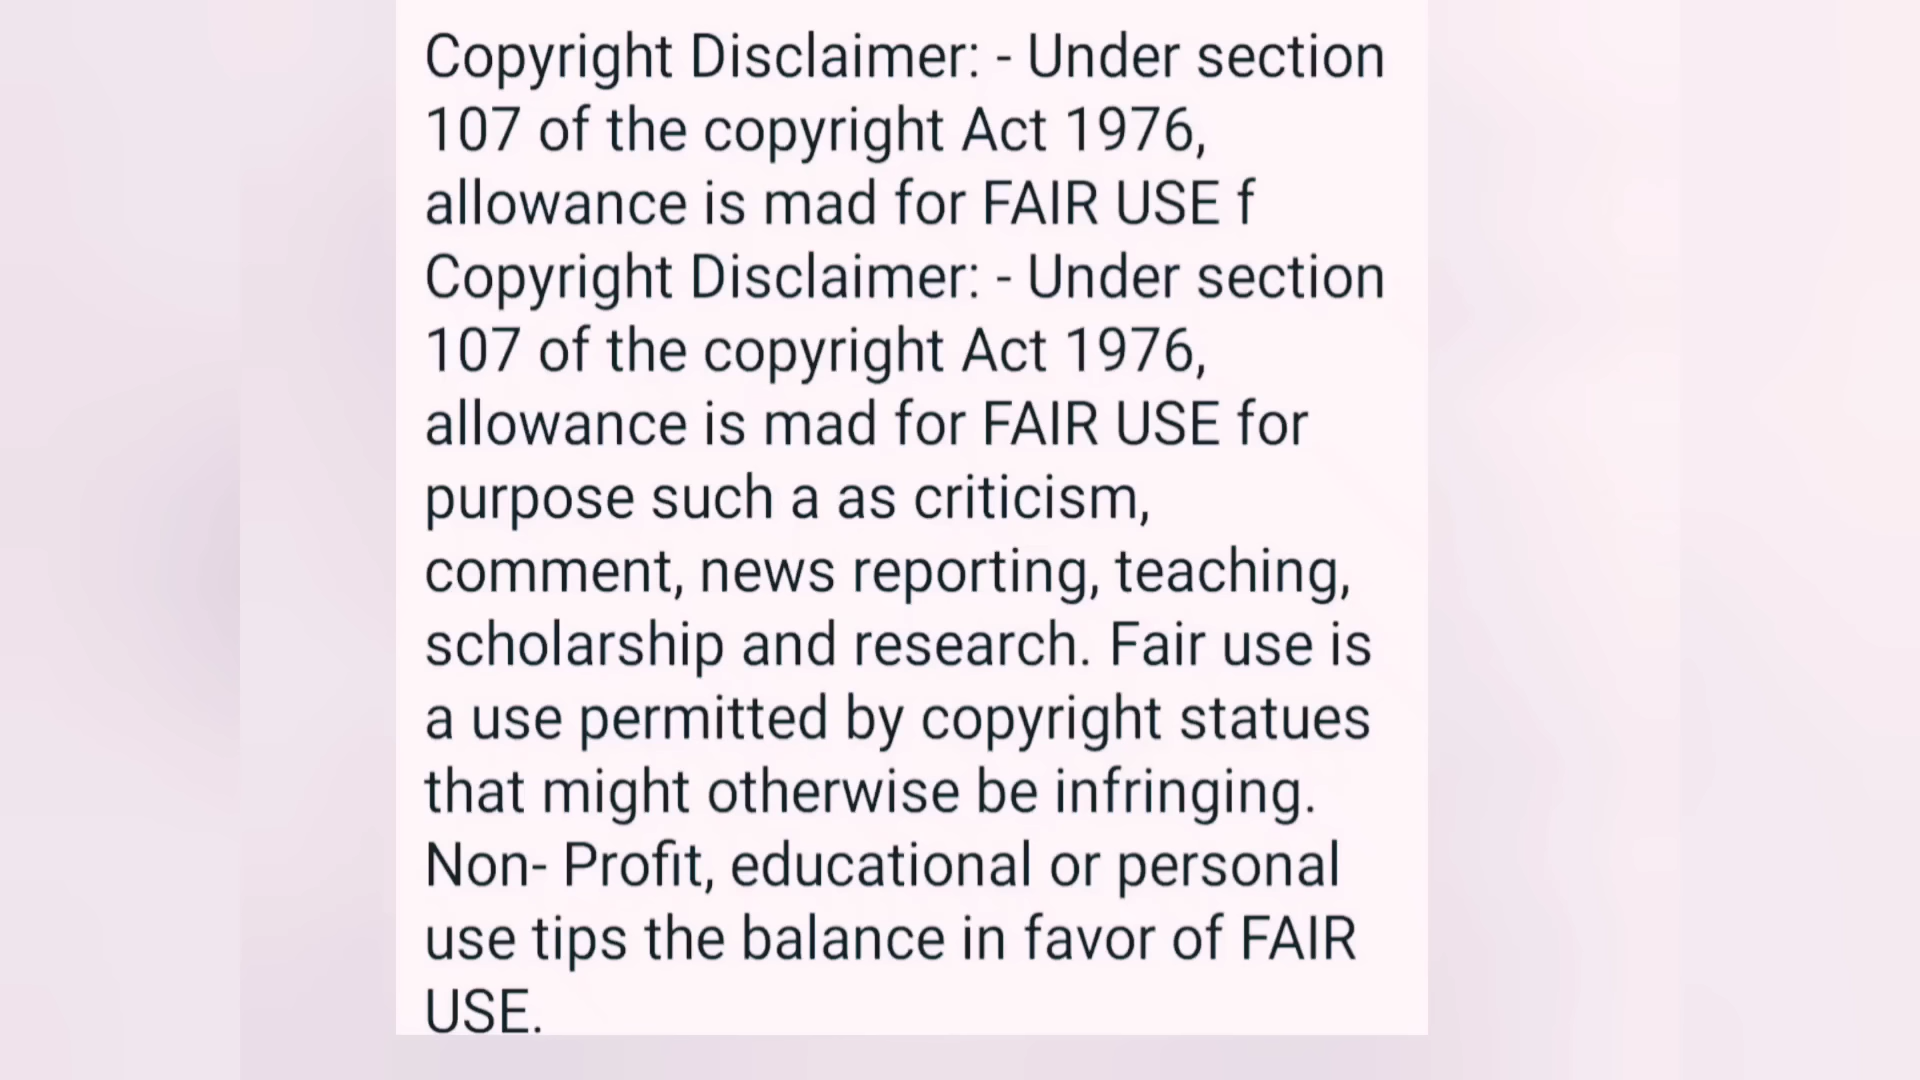 Copyright Disclaimer: - Under section
107 of the copyright Act 1976,
allowance is mad for FAIR USE f
Copyright Disclaimer: - Under section
107 of the copyright Act 1976,
allowance is mad for FAIR USE for
purpose such a as criticism,
comment, news reporting, teaching,
scholarship and research. Fair use is
a use permitted by copyright statues
that might otherwise be infringing.
Non- Profit, educational or personal
use tips the balance in favor of FAIR
USE.